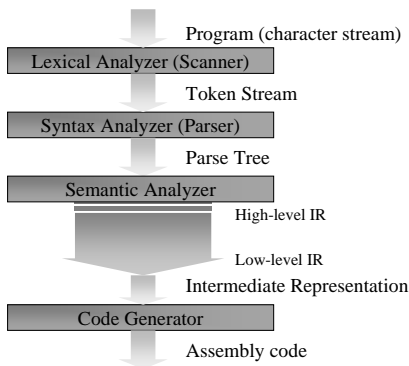 Program (character stream)
Lexical Analyzer (Scanner)
Token Stream
Syntax Analyzer (Parser)
Parse Tree
Semantic Analyzer
High-level IR
Low-level IR
Intermediate Representation
Code Generator
Assembly code